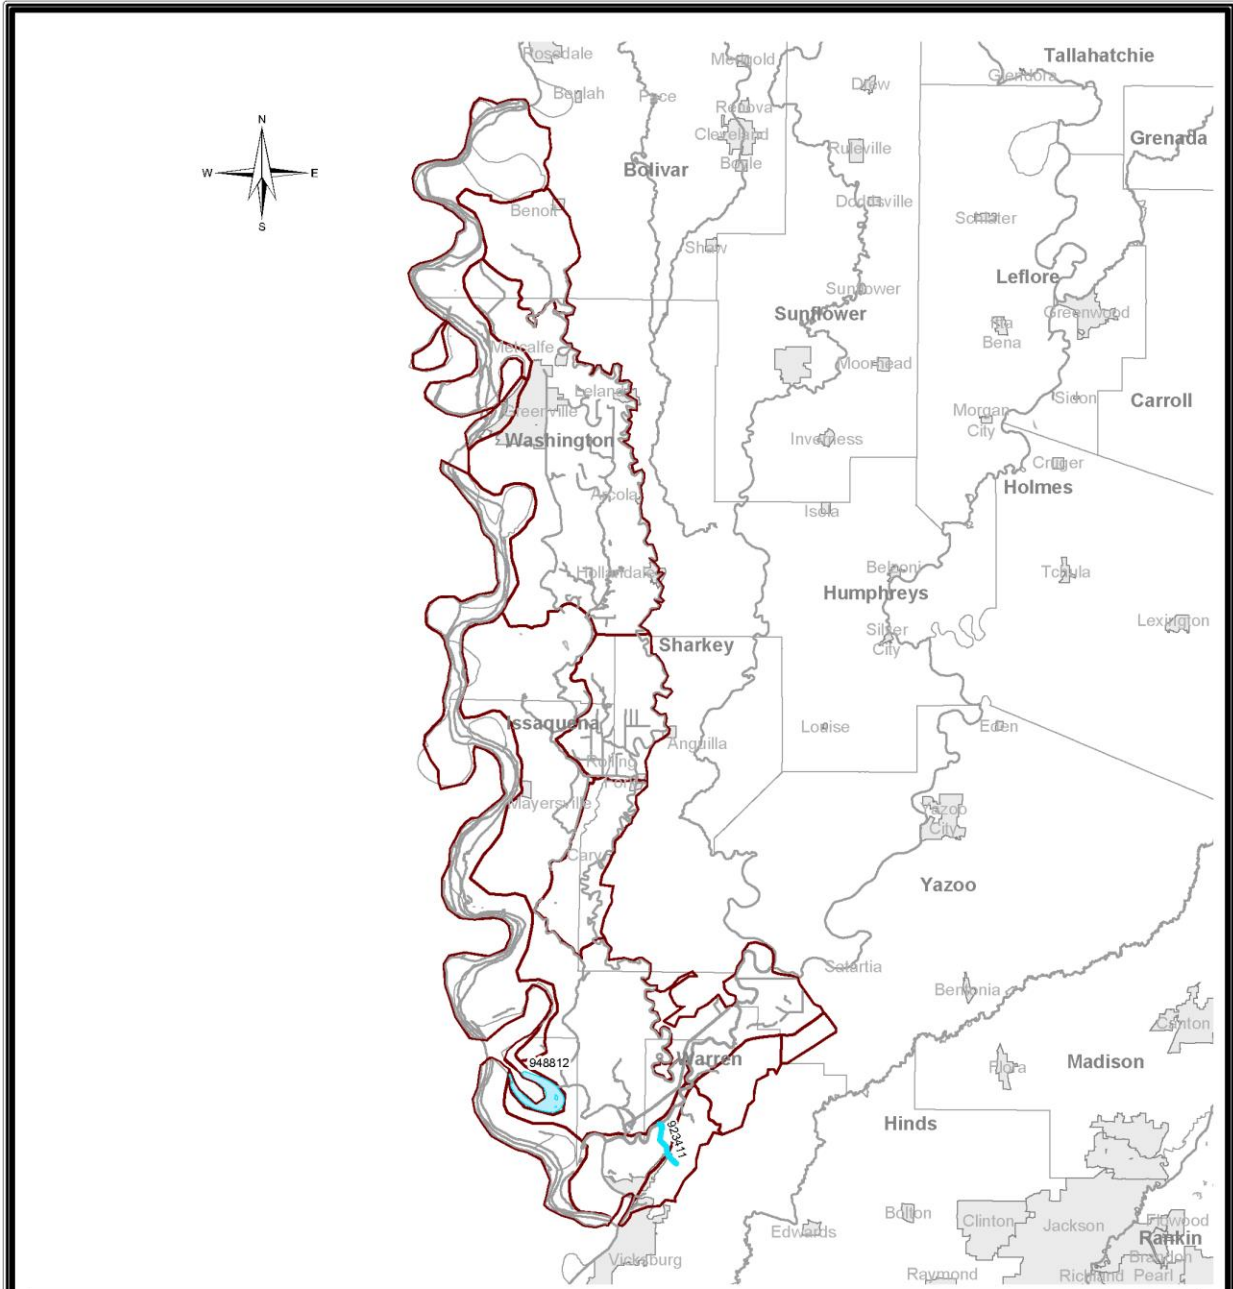 Rosedale
Merigold
Tallahatchie
Glendora
Beulah
Pace
Drew
Renova
Cleveland
Boyle
Grenada
Ruleville
Bolivar
N
W
E
S
Benoit
Doddsville
Schlater
Shaw
Leflore
Sunflower
Sunflower
Greenwood
Itta
Bena
Metcalfe
Moorhead
Leland
Sidon
Carroll
Greenville
Morgan
City
Washington
Inverness
Cruger
Holmes
Arcola
Isola
Hollandale
Belzoni
Tchula
Humphreys
Silver
City
Lexington
Sharkey
Issaquena
Anguilla
Louise
Eden
Rolling
Fork
Mayersville
Yazoo
City
Cary
Yazoo
Satartia
Bentonia
Canton
Warren
948812
Flora
Madison
923411
Hinds
Bolton
Clinton
Jackson
Flowood
Edwards
Rankin
Brandon
Vicksburg
Raymond
Richland
Pearl